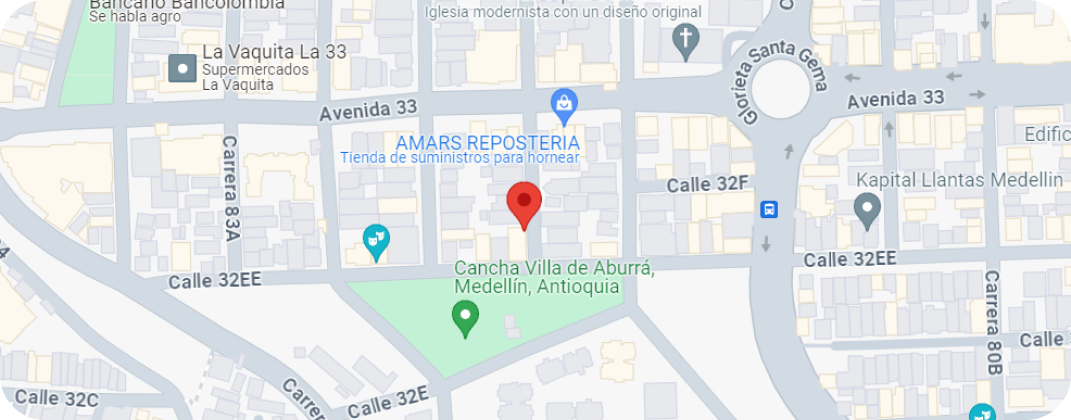 Bancario Bancolombia
Se habla agro
Iglesia modernista con un diseño original
La Vaquita La 33
Supermercados
La Vaquita
Glorieta Santa Gema
Avenida 33
Avenida 33
AMARS REPOSTERIA
Tienda de suministros para hornear
Edific
Carrera 83A
Calle 32F
Kapital Llantas Medellin
Calle 32EE
Calle 32EE
Cancha Villa de Aburrá,
Medellín, Antioquia
Carrera 80B
Calle
Calle 32C
Carrera
Calle 32E